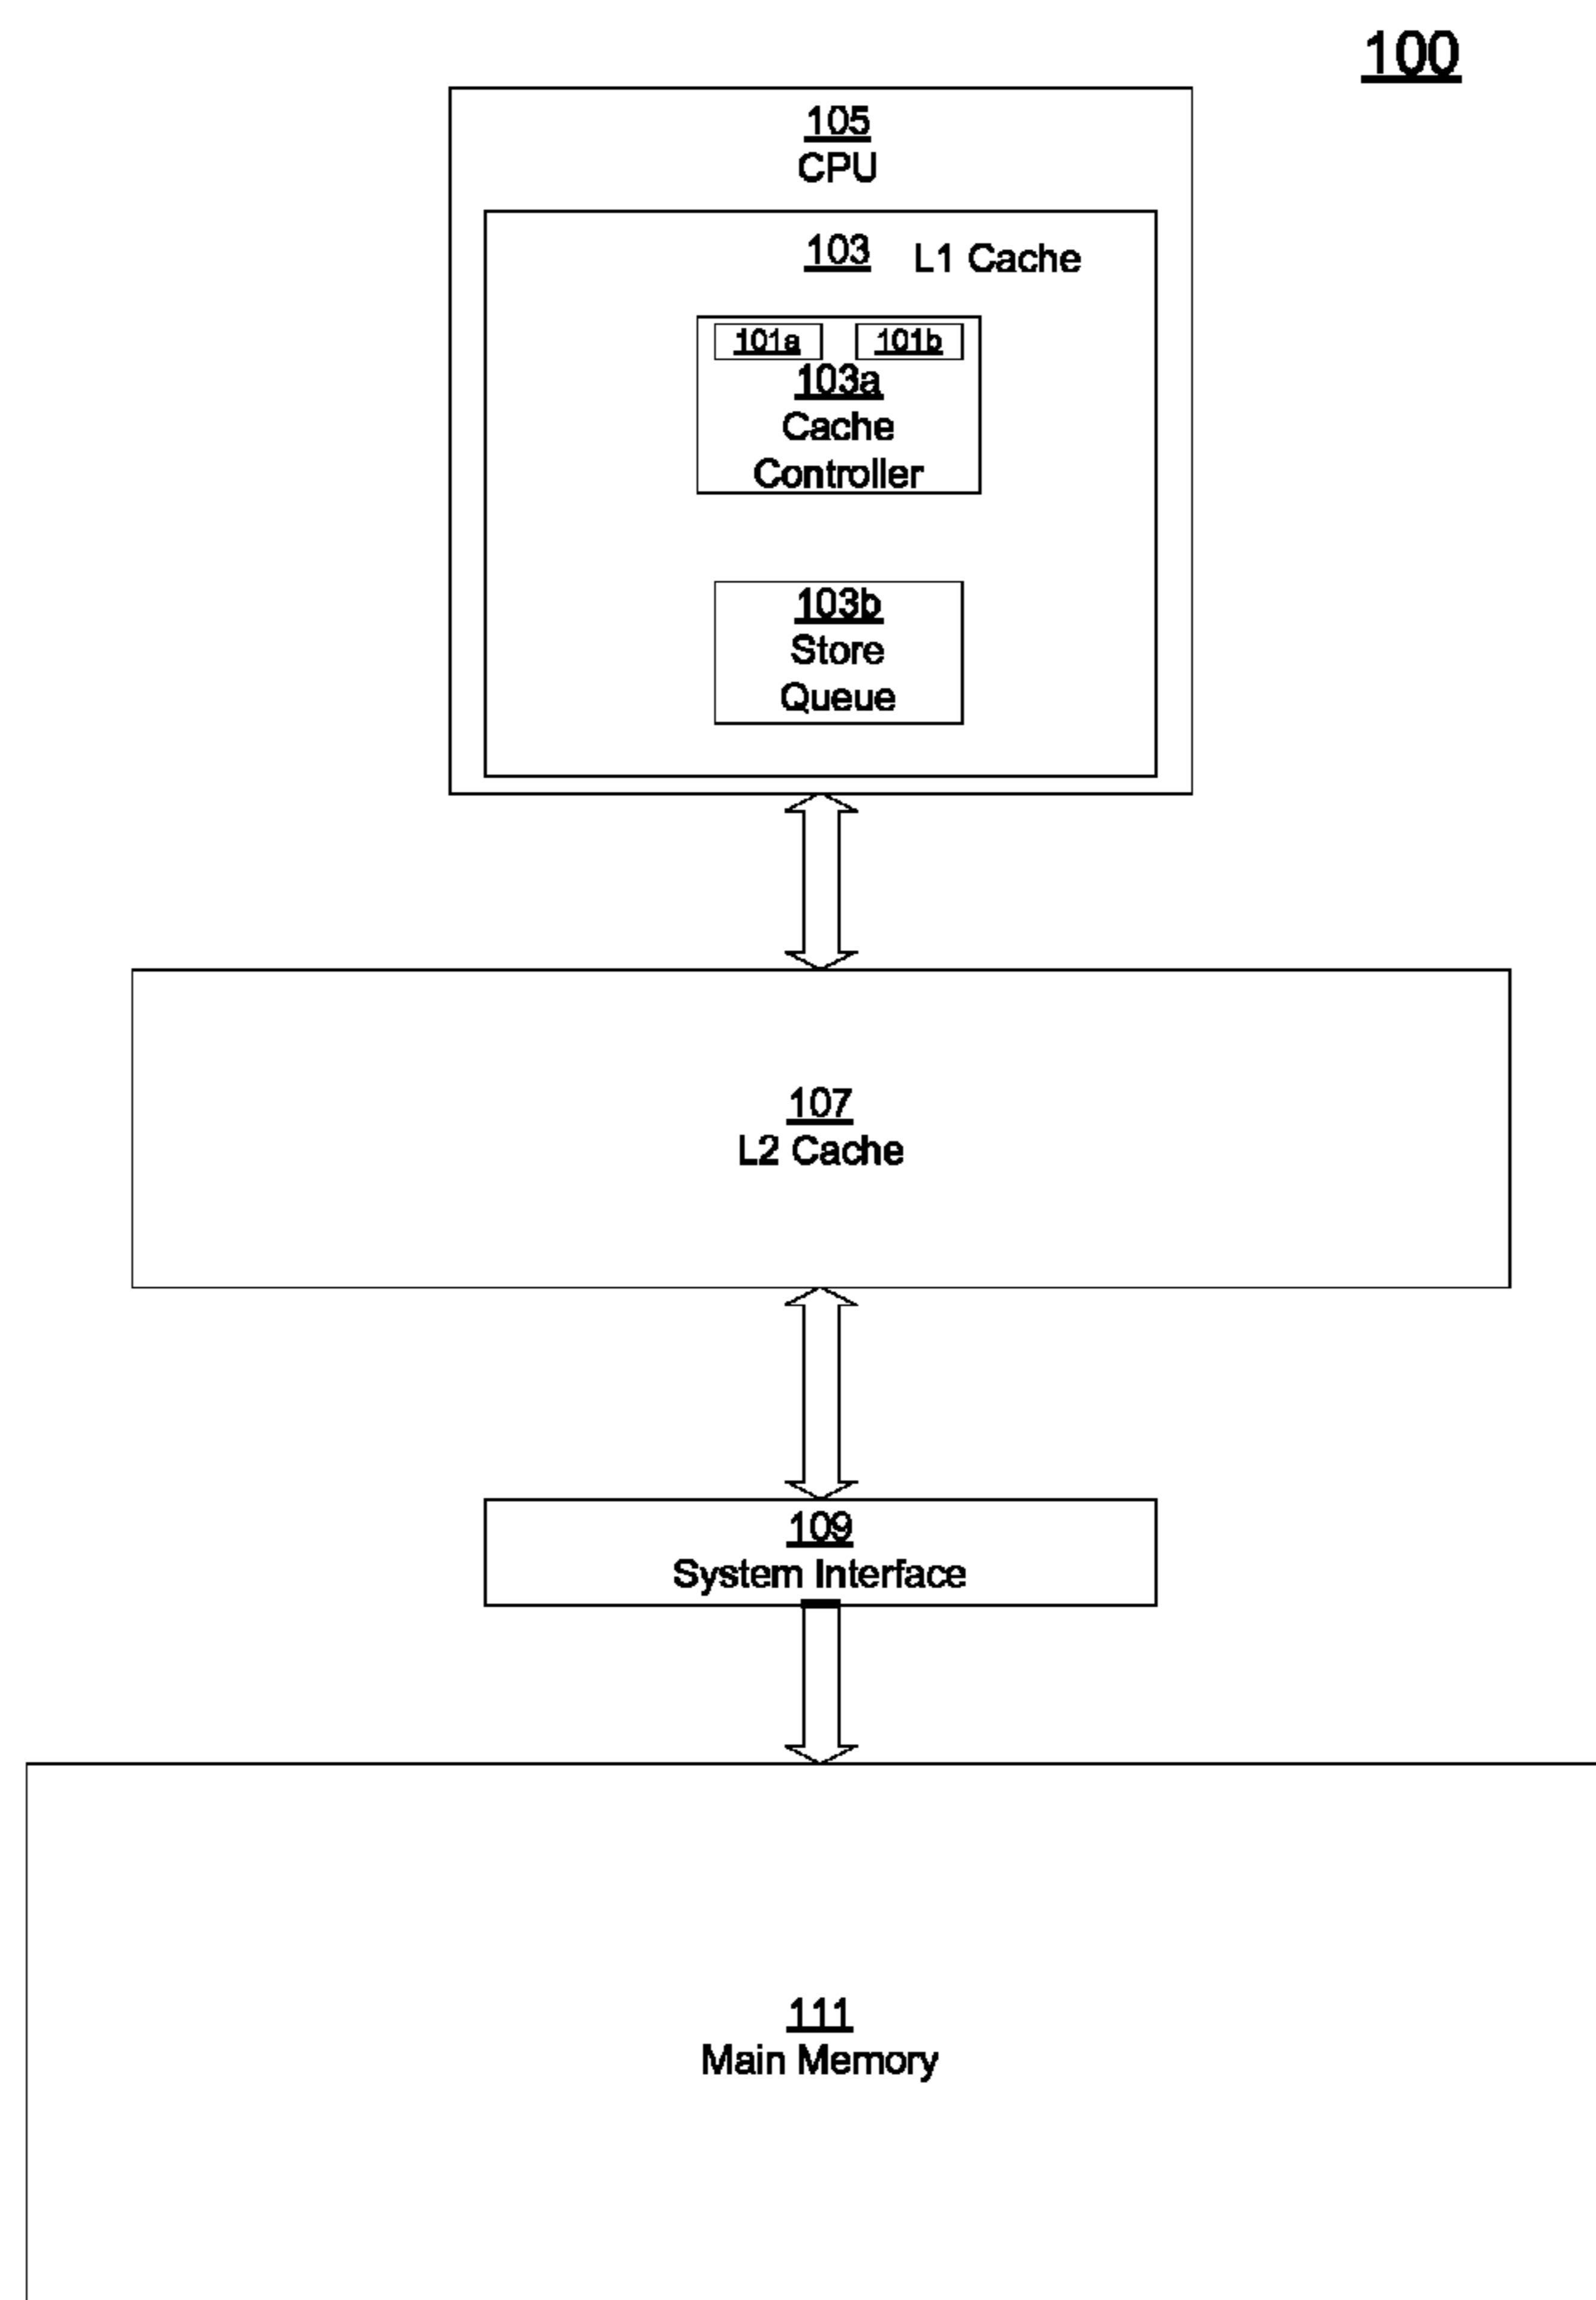 100
105
CPU
103 L1 Cache
101a 101b
103a
Cache
Controller
103b
Store
Queue
107
L2 Cache
109
System Interface
111
Main Memory